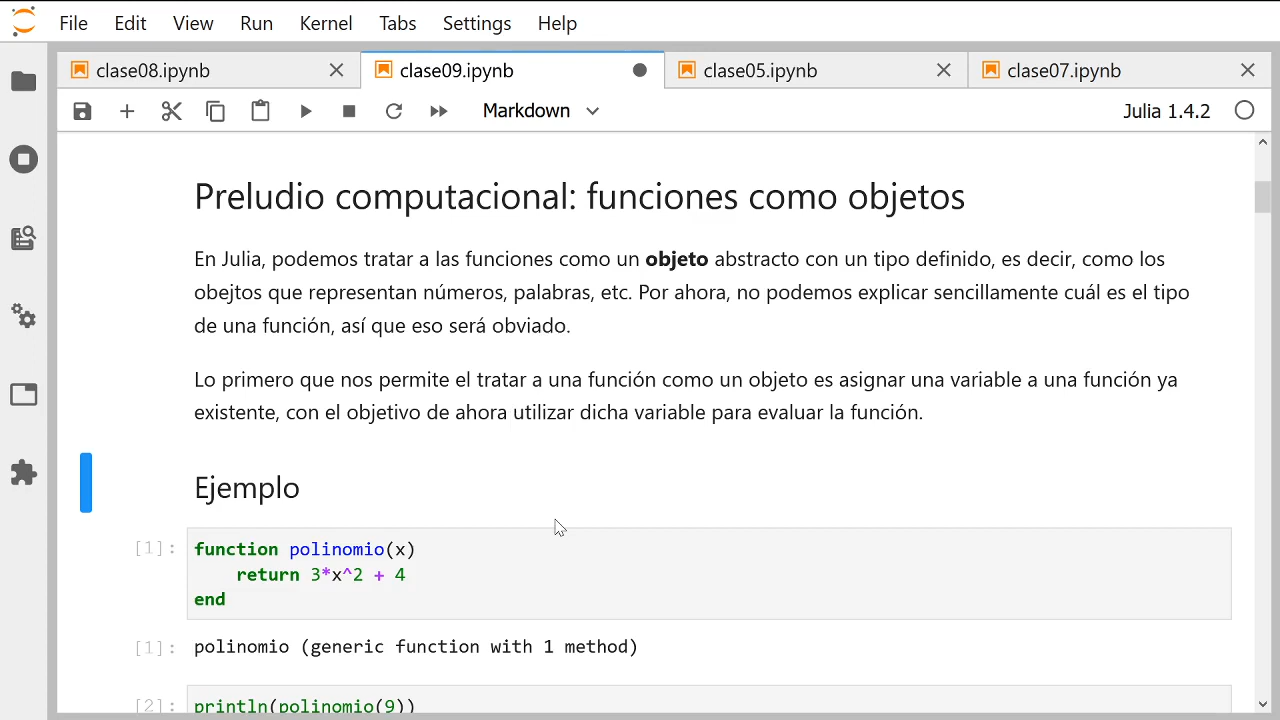 File Edit View Run Kernel Tabs Settings Help
clase08.ipynb clase09.ipynb clase05.ipynb clase07.ipynb
Markdown Julia 1.4.2
Preludio computacional: funciones como objetos
En Julia, podemos tratar a las funciones como un objeto abstracto con un tipo definido, es decir, como los
obejtos que representan números, palabras, etc. Por ahora, no podemos explicar sencillamente cuál es el tipo
de una función, así que eso será obviado.
Lo primero que nos permite el tratar a una función como un objeto es asignar una variable a una función ya
existente, con el objetivo de ahora utilizar dicha variable para evaluar la función.
Ejemplo
[1]: function polinomio(x)
return 3*x^2 + 4
end
[1]: polinomio (generic function with 1 method)
[2]: println(polinomio(9))